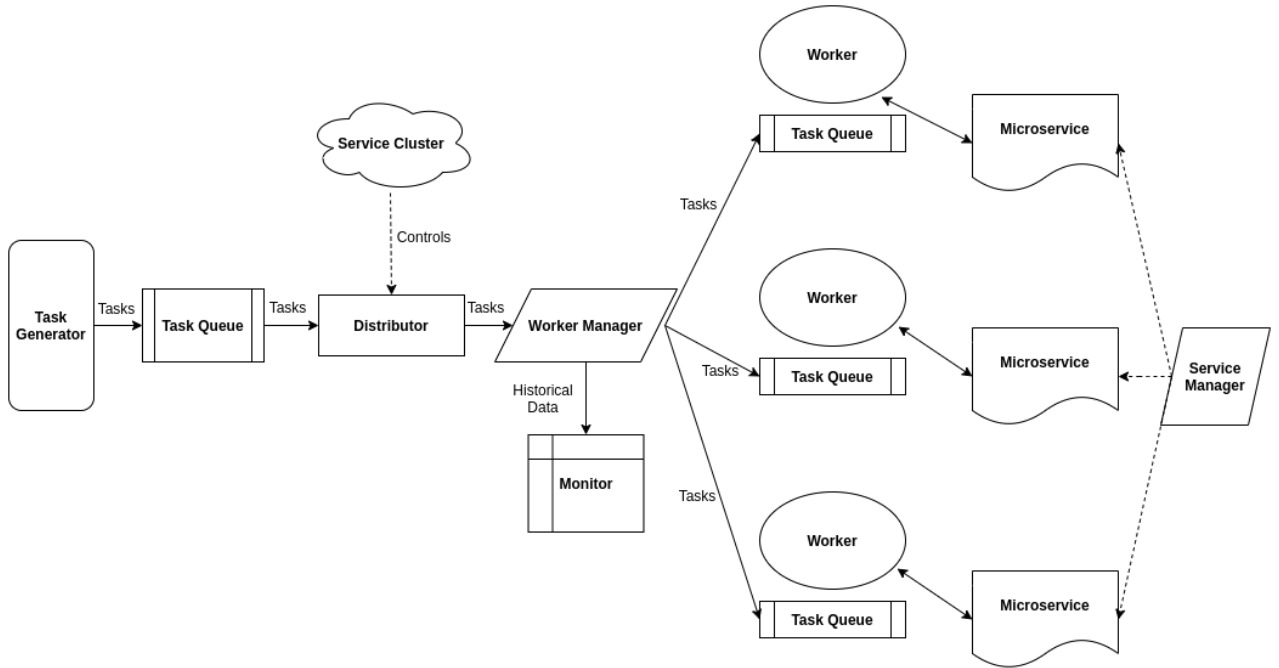 Worker
Task Queue
Microservice
Service Cluster
Controls
Tasks
Task
Generator
Tasks
Task Queue
Tasks
Distributor
Tasks
Worker Manager
Historical
Data
Monitor
Worker
Tasks
Task Queue
Microservice
Service
Manager
Tasks
Worker
Task Queue
Microservice